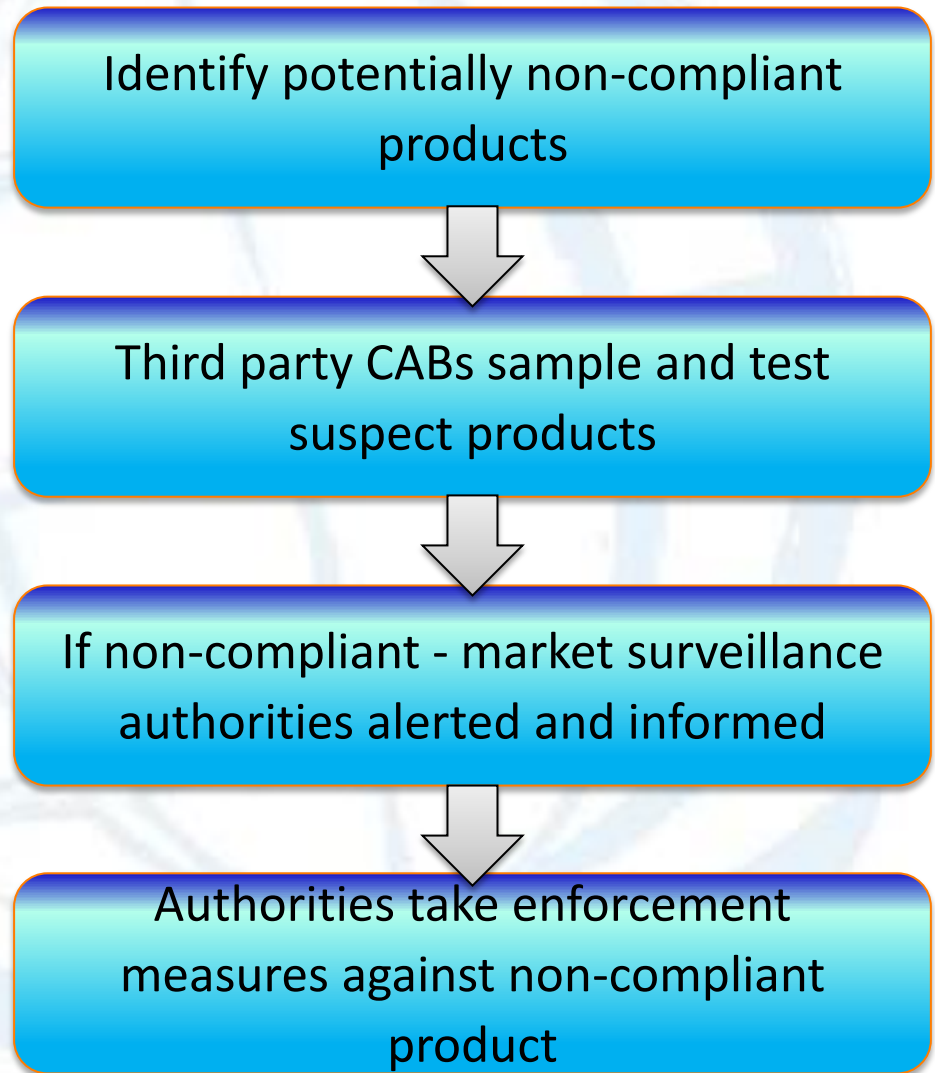 Identify potentially non-compliant
products
Third party CABs sample and test
suspect products
If non-compliant - market surveillance
authorities alerted and informed
Authorities take enforcement
measures against non-compliant
product